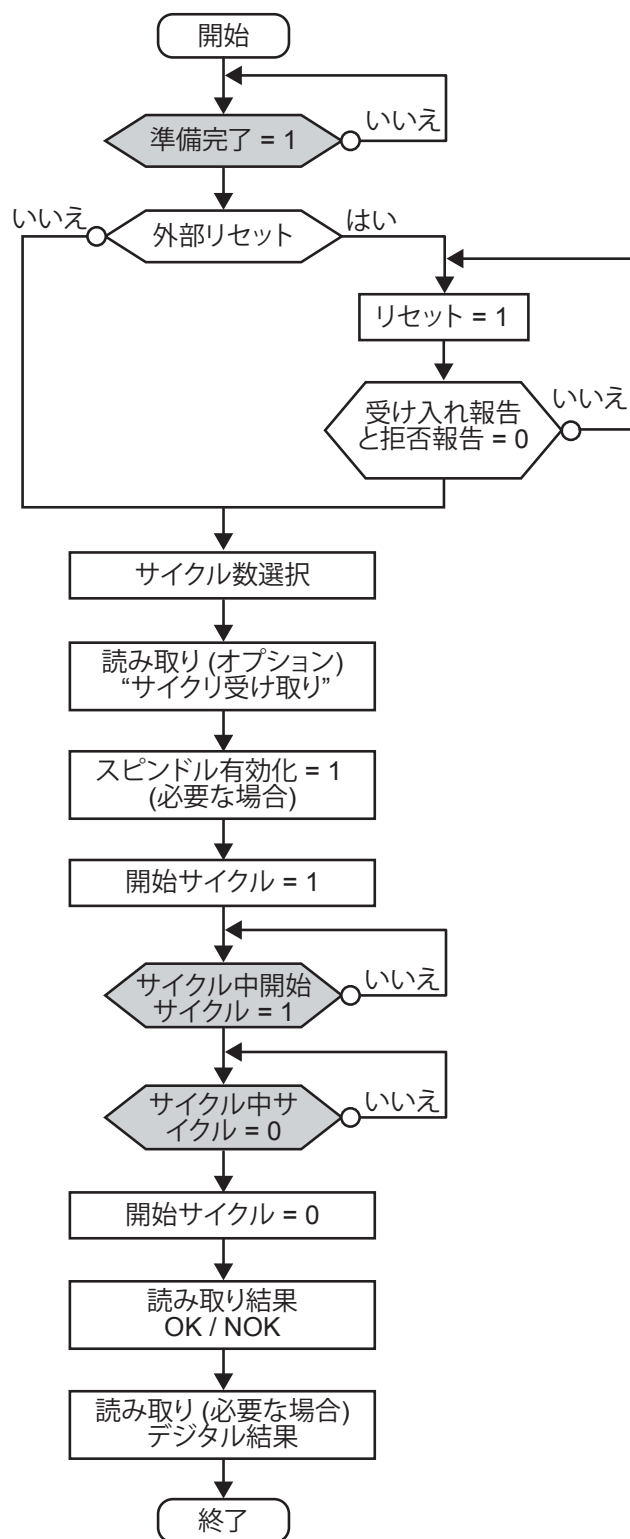 開始
いいえ
準備完了 = 1
いいえ
外部リセット
はい
リセット = 1
受け入れ報告
と拒否報告 = 0
いいえ
サイクル数選択
読み取り (オプション)
“サイクリ受け取り”
スピンドル有効化 = 1
(必要な場合)
開始サイクル = 1
サイクル中開始
サイクル = 1
いいえ
サイクル中サ
イクル = 0
いいえ
開始サイクル = 0
読み取り結果
OK / NOK
読み取り (必要な場合)
デジタル結果
終了